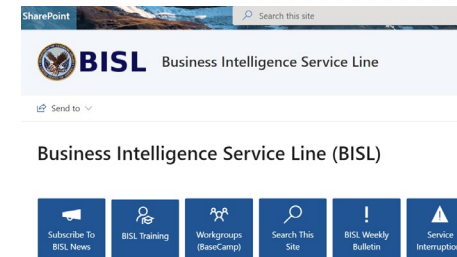 SharePoint
Search this site
BISL Business Intelligence Service Line
Send to
Business Intelligence Service Line (BISL)
Subscribe To
BISL News
BISL Training
Workgroups
(BaseCamp)
Search This
Site
BISL Weekly
Bulletin
Service
Interruption